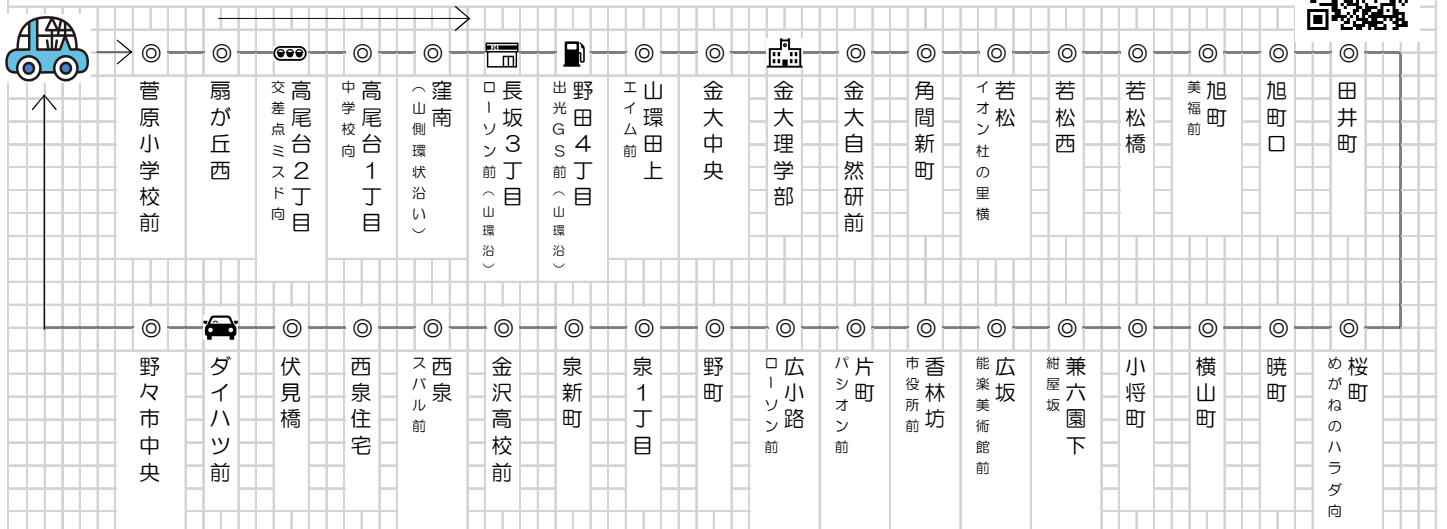 菅原小学校前
扇が丘西
高尾台2丁目
交差点ミスド向
高尾台1丁目
中学校向
窪南
（山側環状沿い）
長坂3丁目
ローソン前（山環沿）
野田4丁目
出光GS前（山環沿）
山環田上
エイム前
金大中央
金大理学部
金大自然研前
角間新町
若松
イオン杜の里横
若松西
若松橋
旭町
美福前
旭町口
田井町
桜町
めがねのハラダ向
暁町
横山町
小将町
兼六園下
紺屋坂
広坂
能楽美術館前
香林坊
市役所前
片町
パシオン前
広小路
ローソン前
野町
泉1丁目
泉新町
金沢高校前
西泉
スバル前
西泉住宅
伏見橋
ダイハツ前
野々市中央